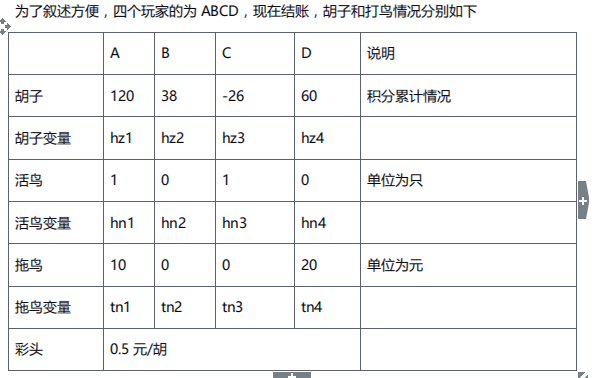 为了叙述方便，四个玩家的为 ABCD，现在结账，胡子和打鸟情况分别如下
A B C D 说明
胡子 120 38 -26 60 积分累计情况
胡子变量 hz1 hz2 hz3 hz4
活鸟 1 0 1 0 单位为只
活鸟变量 hn1 hn2 hn3 hn4
拖鸟 10 0 0 20 单位为元
拖鸟变量 tn1 tn2 tn3 tn4
彩头 0.5 元/胡